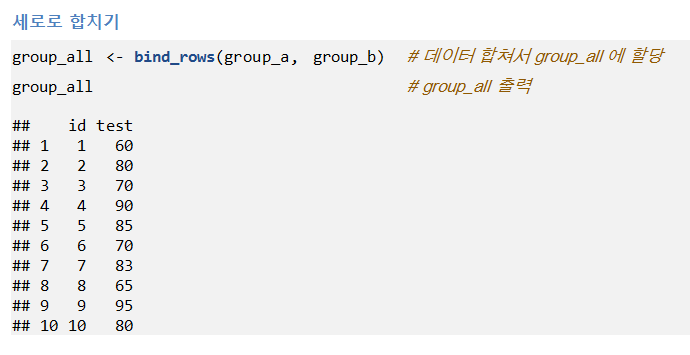 세로로 합치기
group_all <- bind_rows(group_a, group_b) # 데이터 합쳐서 group_all 에 할당
group_all # group_all 출력
## id test
## 1 1 60
## 2 2 80
## 3 3 70
## 4 4 90
## 5 5 85
## 6 6 70
## 7 7 83
## 8 8 65
## 9 9 95
## 10 10 80